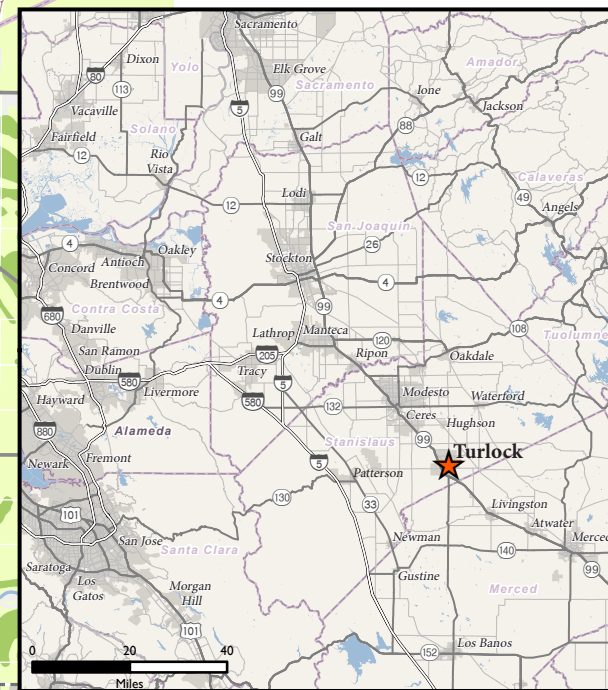 Sacramento
Dixon
Yolo
Amador
80
Elk Grove
113
99
Sacramento
Ione
5
Vacaville
Jackson
88
Solano
Fairfield
Galt
12
Rio
Vista
12
Calaveras
Lodi
49
12
Angels
San Joaquin
4
Oakley
26
Antioch
Stockton
Concord
Brentwood
4
4
99
Contra Costa
680
Danville
Lathrop
Manteca
108
Tuolumne
San Ramon
120
205
Ripon
Oakdale
Dublin
Tracy
580
5
Livermore
Modesto
Hayward
580
Waterford
132
Ceres
Hughson
880
Alameda
Stanislaus
99
Turlock
Newark
Fremont
5
Patterson
130
33
Livingston
101
Atwater
San Jose
Newman
Merced
Santa Clara
140
Saratoga
99
Gustine
Los
Gatos
Morgan
Hill
Merced
101
Los Banos
152
0 20 40
Miles